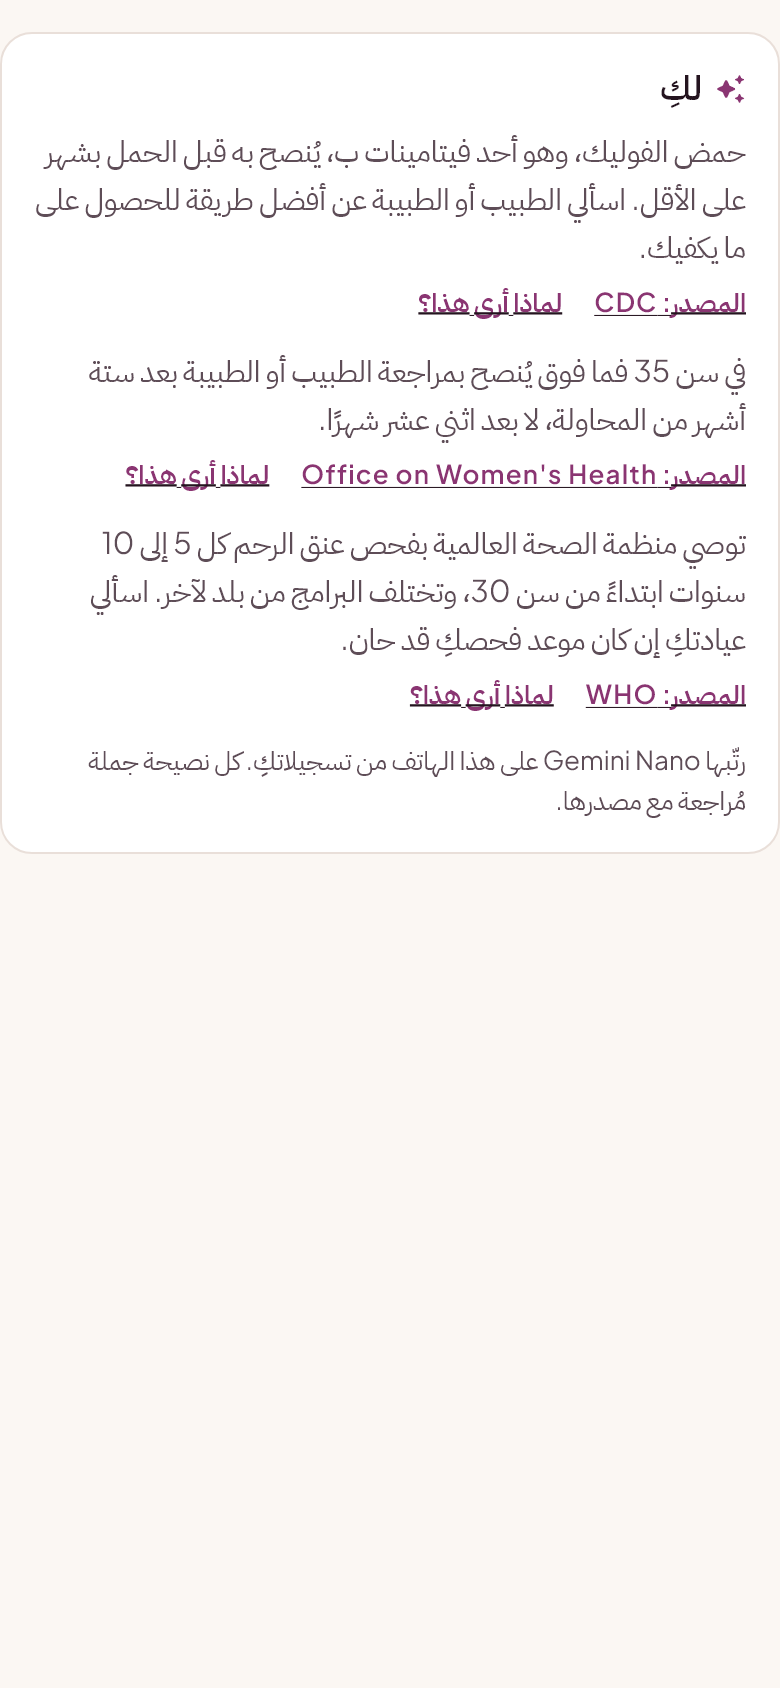 لكِ
حمض الفوليك، وهو أحد فيتامينات ب، يُنصح به قبل الحمل بشهر
على الأقل. اسألي الطبيب أو الطبيبة عن أفضل طريقة للحصول على
ما يكفيك.
المصدر: CDC لماذا أرى هذا؟
في سن 35 فما فوق يُنصح بمراجعة الطبيب أو الطبيبة بعد ستة
أشهر من المحاولة، لا بعد اثني عشر شهرًا.
المصدر: Office on Women's Health لماذا أرى هذا؟
توصي منظمة الصحة العالمية بفحص عنق الرحم كل 5 إلى 10
سنوات ابتداءً من سن 30، وتختلف البرامج من بلد لآخر. اسألي
عيادتكِ إن كان موعد فحصكِ قد حان.
المصدر: WHO لماذا أرى هذا؟
رتّبها Gemini Nano على هذا الهاتف من تسجيلاتكِ. كل نصيحة جملة
مُراجعة مع مصدرها.